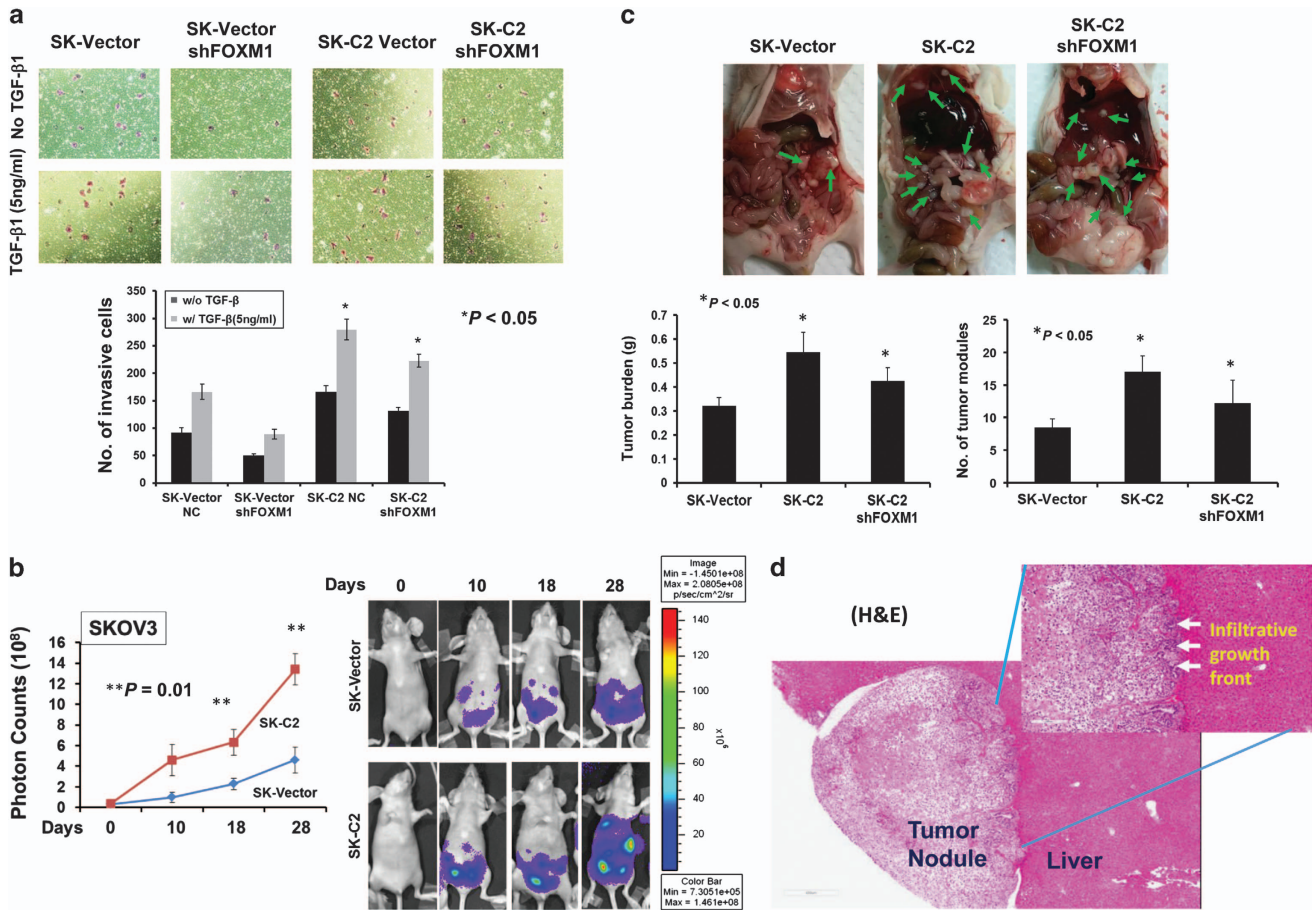 a
SK-Vector
SK-Vector
shFOXM1
SK-C2 Vector
SK-C2
shFOXM1
No TGF-β1
TGF-β1 (5ng/ml)
No. of invasive cells
350
300
250
200
150
100
50
0
w/o TGF-β
w/ TGF-β(5ng/ml)
*
*
*P < 0.05
SK-Vector
NC
SK-Vector
shFOXM1
SK-C2 NC
SK-C2
shFOXM1
b
SKOV3
Photon Counts (10⁸)
16
14
12
10
8
6
4
2
0
**P = 0.01
**
**
SK-C2
SK-Vector
Days
0
10
18
28
Days
0
10
18
28
SK-Vector
SK-C2
Image
Min = -1.4501e+08
Max = 2.0805e+08
p/sec/cm^2/sr
140
120
100
80
60
40
20
x10⁶
Color Bar
Min = 7.3051e+05
Max = 1.461e+08
c
SK-Vector
SK-C2
SK-C2
shFOXM1
Tumor burden (g)
0.7
0.6
0.5
0.4
0.3
0.2
0.1
0
*P < 0.05
*
*
SK-Vector
SK-C2
SK-C2
shFOXM1
No. of tumor modules
25
20
15
10
5
0
*P < 0.05
*
*
SK-Vector
SK-C2
SK-C2
shFOXM1
d
(H&E)
Infiltrative
growth
front
Tumor
Nodule
Liver